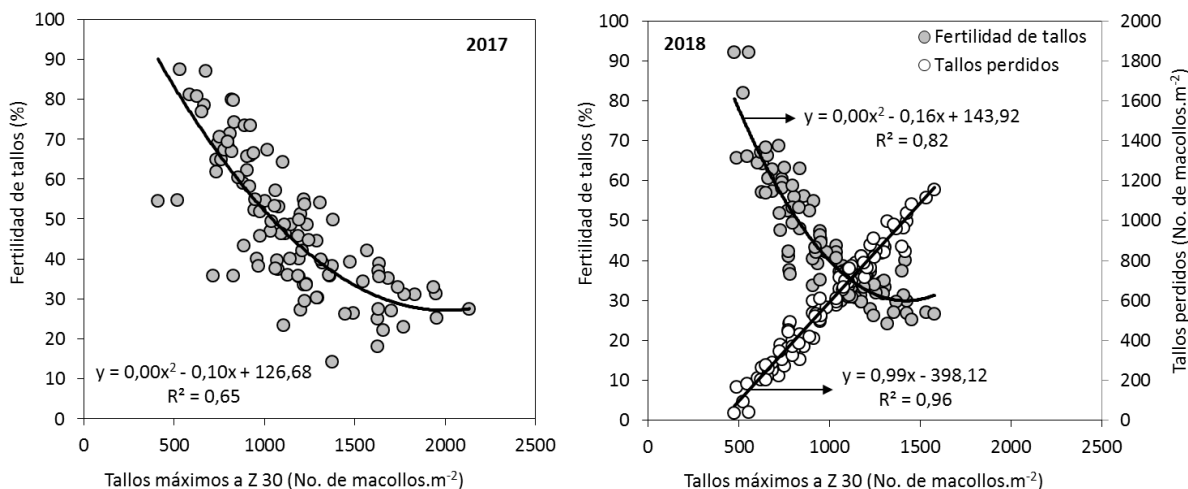 100
90
80
70
60
50
40
30
20
10
0
Fertilidad de tallos (%)
2017
y = 0,00x² - 0,10x + 126,68
R² = 0,65
0 500 1000 1500 2000 2500
Tallos máximos a Z 30 (No. de macollos.m⁻²)
100
90
80
70
60
50
40
30
20
10
0
Fertilidad de tallos (%)
2018
Fertilidad de tallos
Tallos perdidos
y = 0,00x² - 0,16x + 143,92
R² = 0,82
y = 0,99x - 398,12
R² = 0,96
2000
1800
1600
1400
1200
1000
800
600
400
200
0
Tallos perdidos (No. de macollos.m⁻²)
0 500 1000 1500 2000 2500
Tallos máximos a Z 30 (No. de macollos.m⁻²)